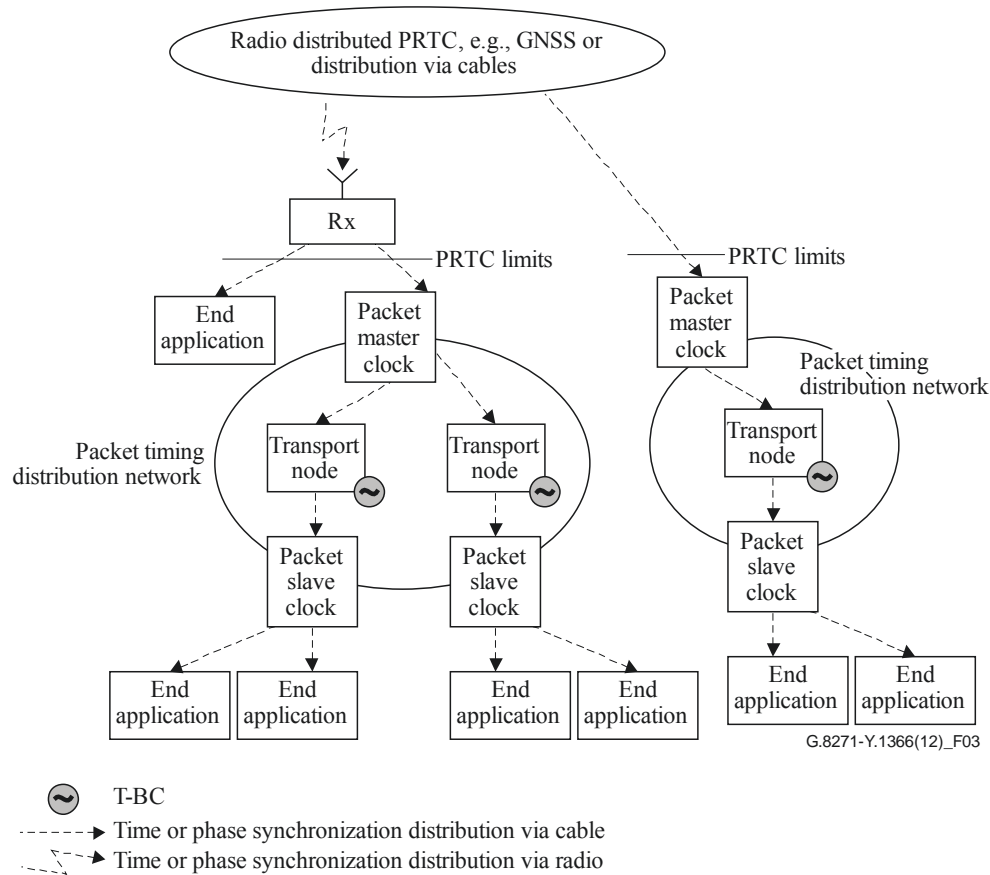 Radio distributed PRTC, e.g., GNSS or
distribution via cables
Rx
PRTC limits
PRTC limits
End
application
Packet
master
clock
Packet
master
clock
Packet timing
distribution network
Packet timing
distribution network
Transport
node
Transport
node
Transport
node
Packet
slave
clock
Packet
slave
clock
Packet
slave
clock
End
application
End
application
End
application
End
application
End
application
End
application
G.8271-Y.1366(12)_F03
T-BC
Time or phase synchronization distribution via cable
Time or phase synchronization distribution via radio